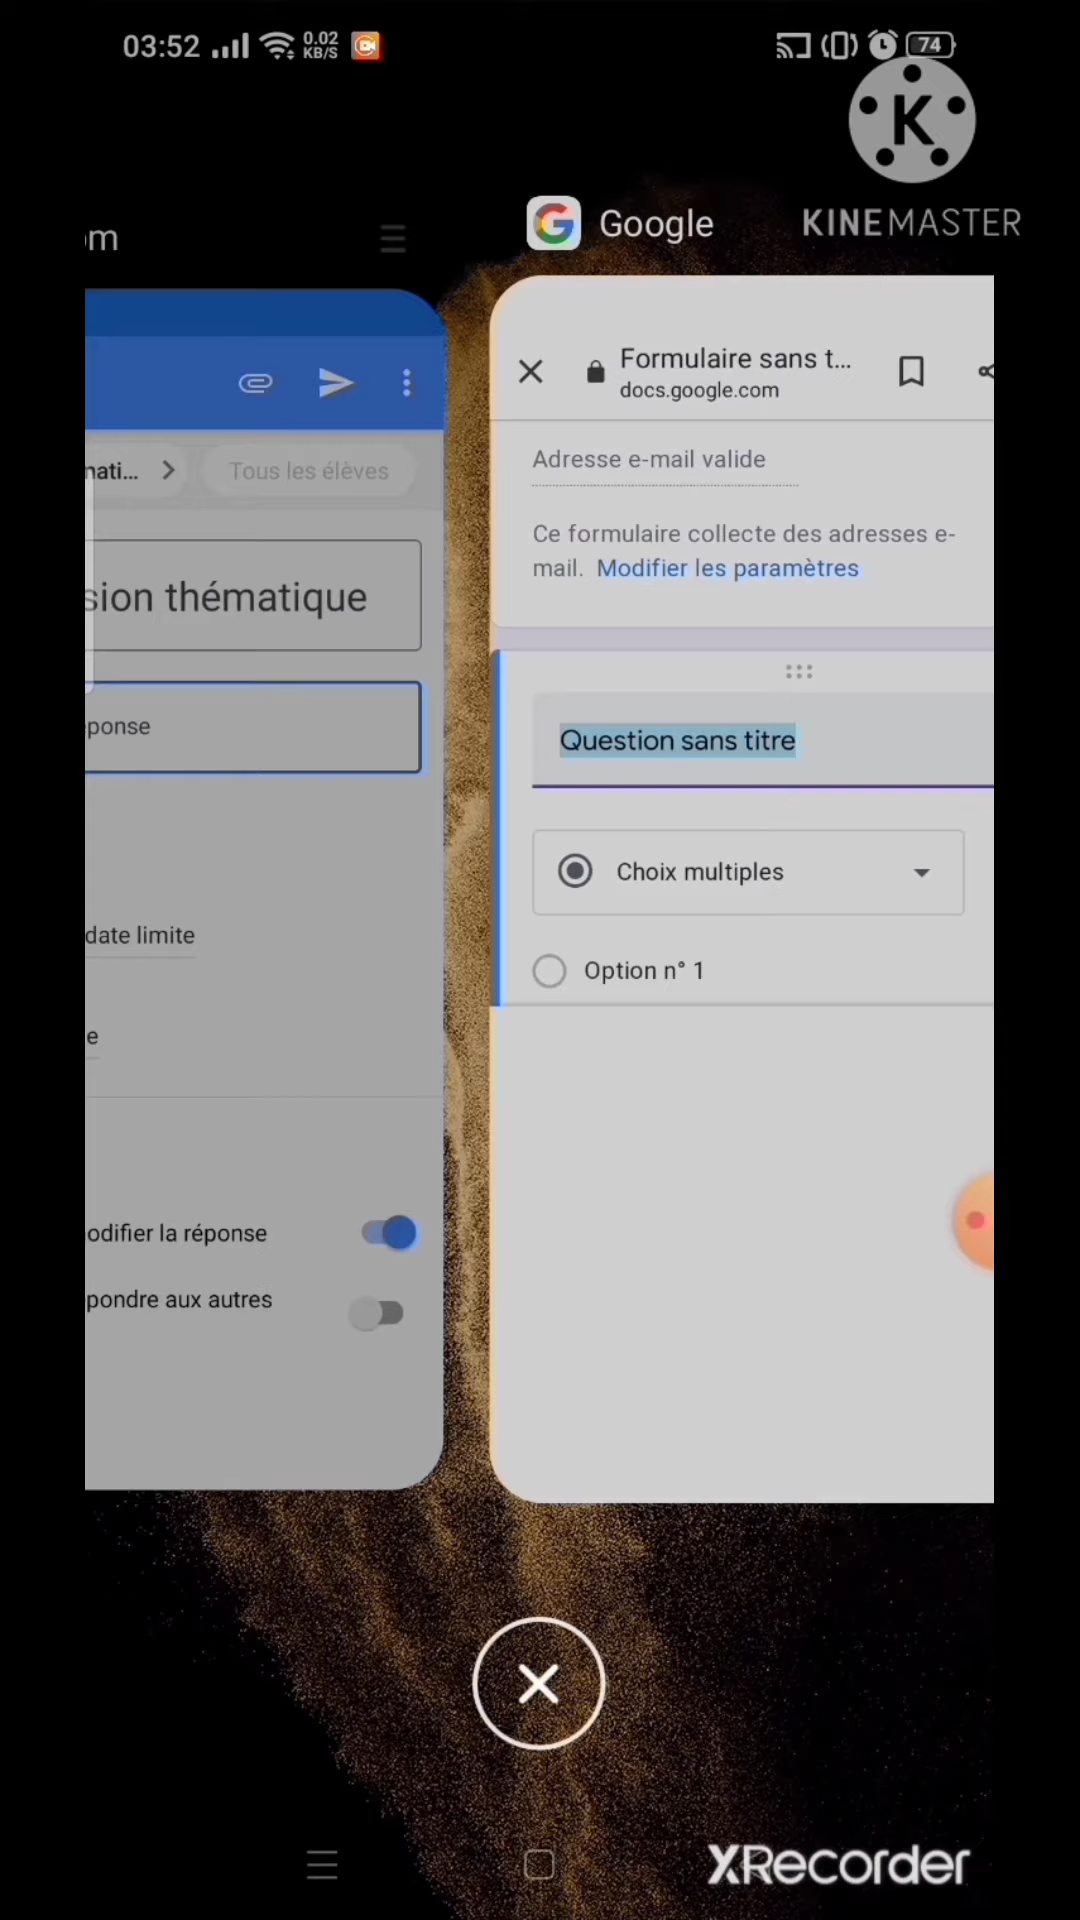 03:52
0.02
KB/S
74
K
KINEMASTER
om
Google
Formulaire sans t...
docs.google.com
nati...
Tous les élèves
Adresse e-mail valide
Ce formulaire collecte des adresses e-
mail. Modifier les paramètres
sion thématique
ponse
Question sans titre
Choix multiples
date limite
Option n° 1
e
odifier la réponse
pondre aux autres
XRecorder